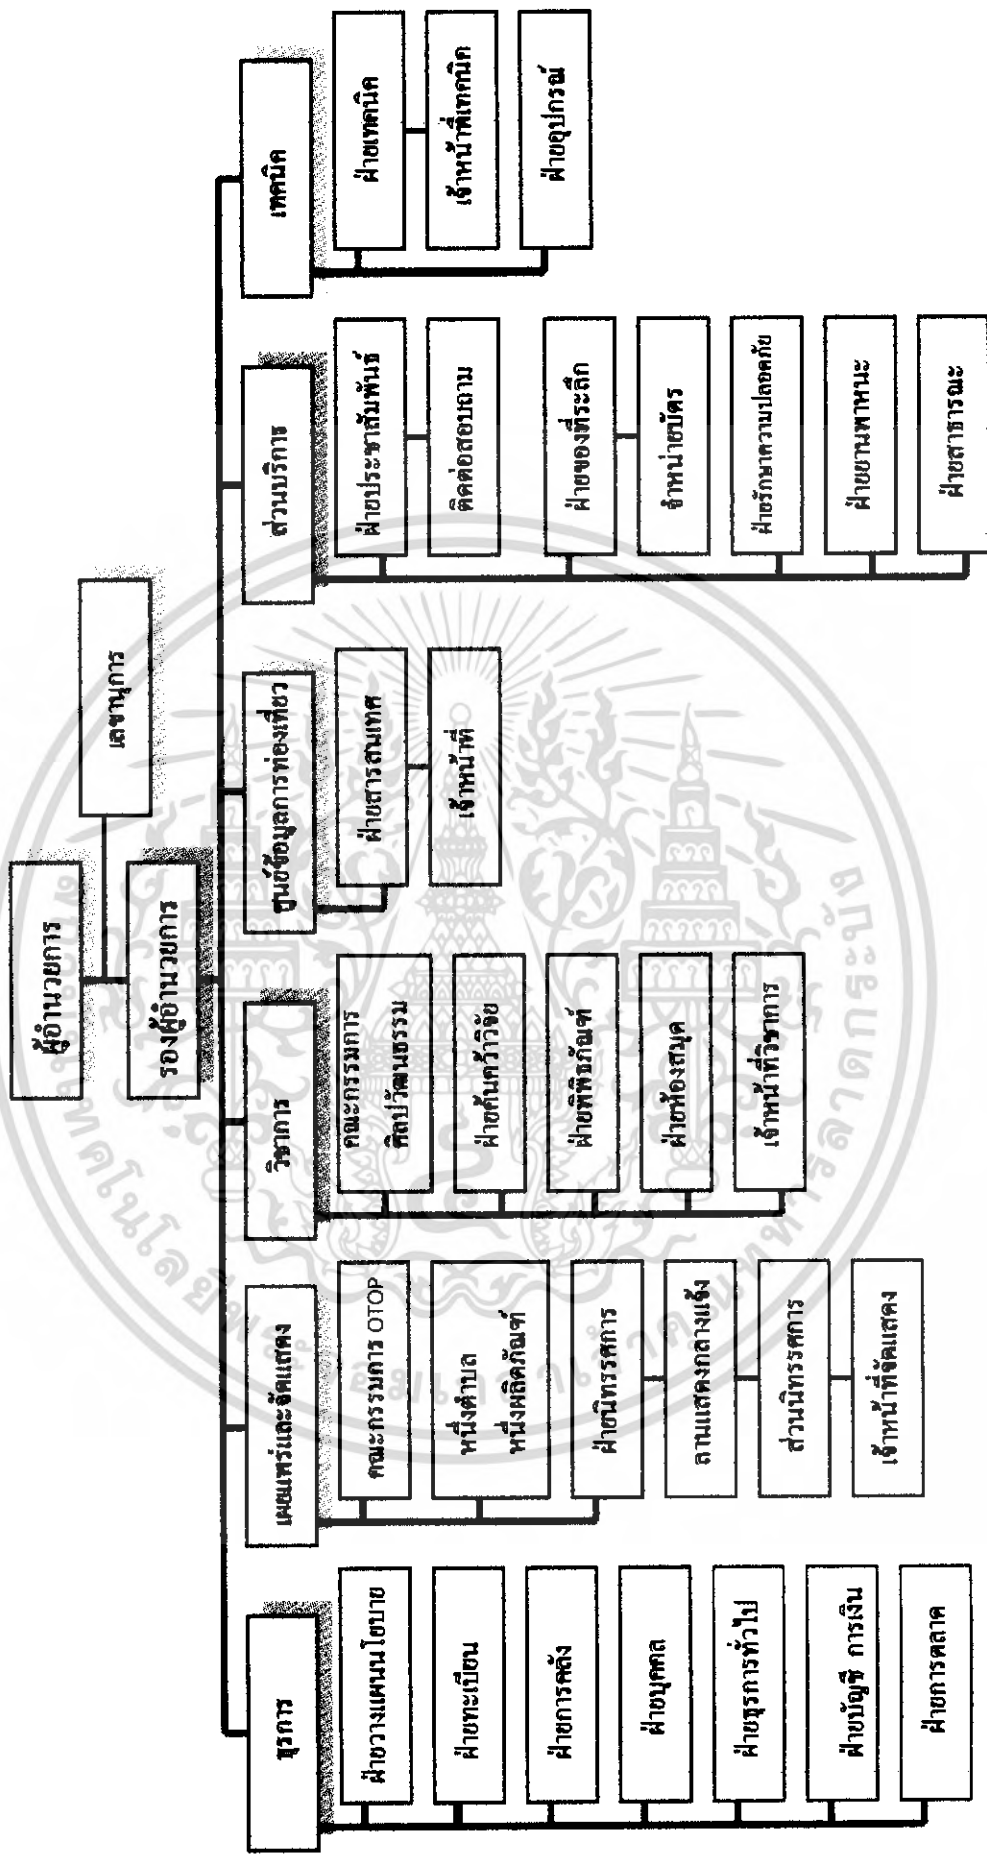 ผู้อำนวยการ
เลขานุการ
รองผู้อำนวยการ
ธุรการ
ฝ่ายวางแผนนโยบาย
ฝ่ายทะเบียน
ฝ่ายการคลัง
ฝ่ายบุคคล
ฝ่ายธุรการทั่วไป
ฝ่ายบัญชี การเงิน
ฝ่ายการตลาด
เผยแพร่และจัดแสดง
คณะกรรมการ OTOP
หนึ่งตำบล
หนึ่งผลิตภัณฑ์
ฝ่ายนิทรรศการ
ลานแสดงกลางแจ้ง
ส่วนนิทรรศการ
เจ้าหน้าที่จัดแสดง
วิชาการ
คณะกรรมการ
ศิลปวัฒนธรรม
ฝ่ายค้นคว้าวิจัย
ฝ่ายพิพิธภัณฑ์
ฝ่ายห้องสมุด
เจ้าหน้าที่วิชาการ
ศูนย์ข้อมูลการท่องเที่ยว
ฝ่ายสารสนเทศ
เจ้าหน้าที่
ส่วนบริการ
ฝ่ายประชาสัมพันธ์
ติดต่อสอบถาม
ฝ่ายของที่ระลึก
จำหน่ายบัตร
ฝ่ายรักษาความปลอดภัย
ฝ่ายยานพาหนะ
ฝ่ายสาธารณะ
เทคนิค
ฝ่ายเทคนิค
เจ้าหน้าที่เทคนิค
ฝ่ายอุปกรณ์